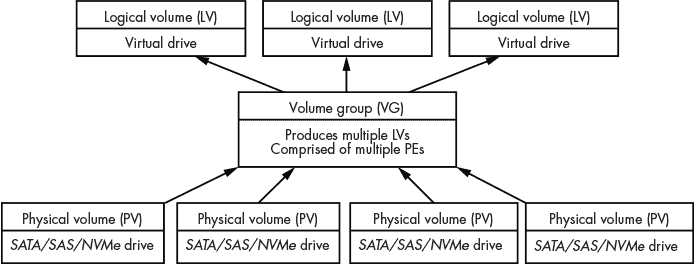 Logical volume (LV)
Virtual drive
Logical volume (LV)
Virtual drive
Logical volume (LV)
Virtual drive
Volume group (VG)
Produces multiple LVs
Comprised of multiple PEs
Physical volume (PV)
SATA/SAS/NVMe drive
Physical volume (PV)
SATA/SAS/NVMe drive
Physical volume (PV)
SATA/SAS/NVMe drive
Physical volume (PV)
SATA/SAS/NVMe drive